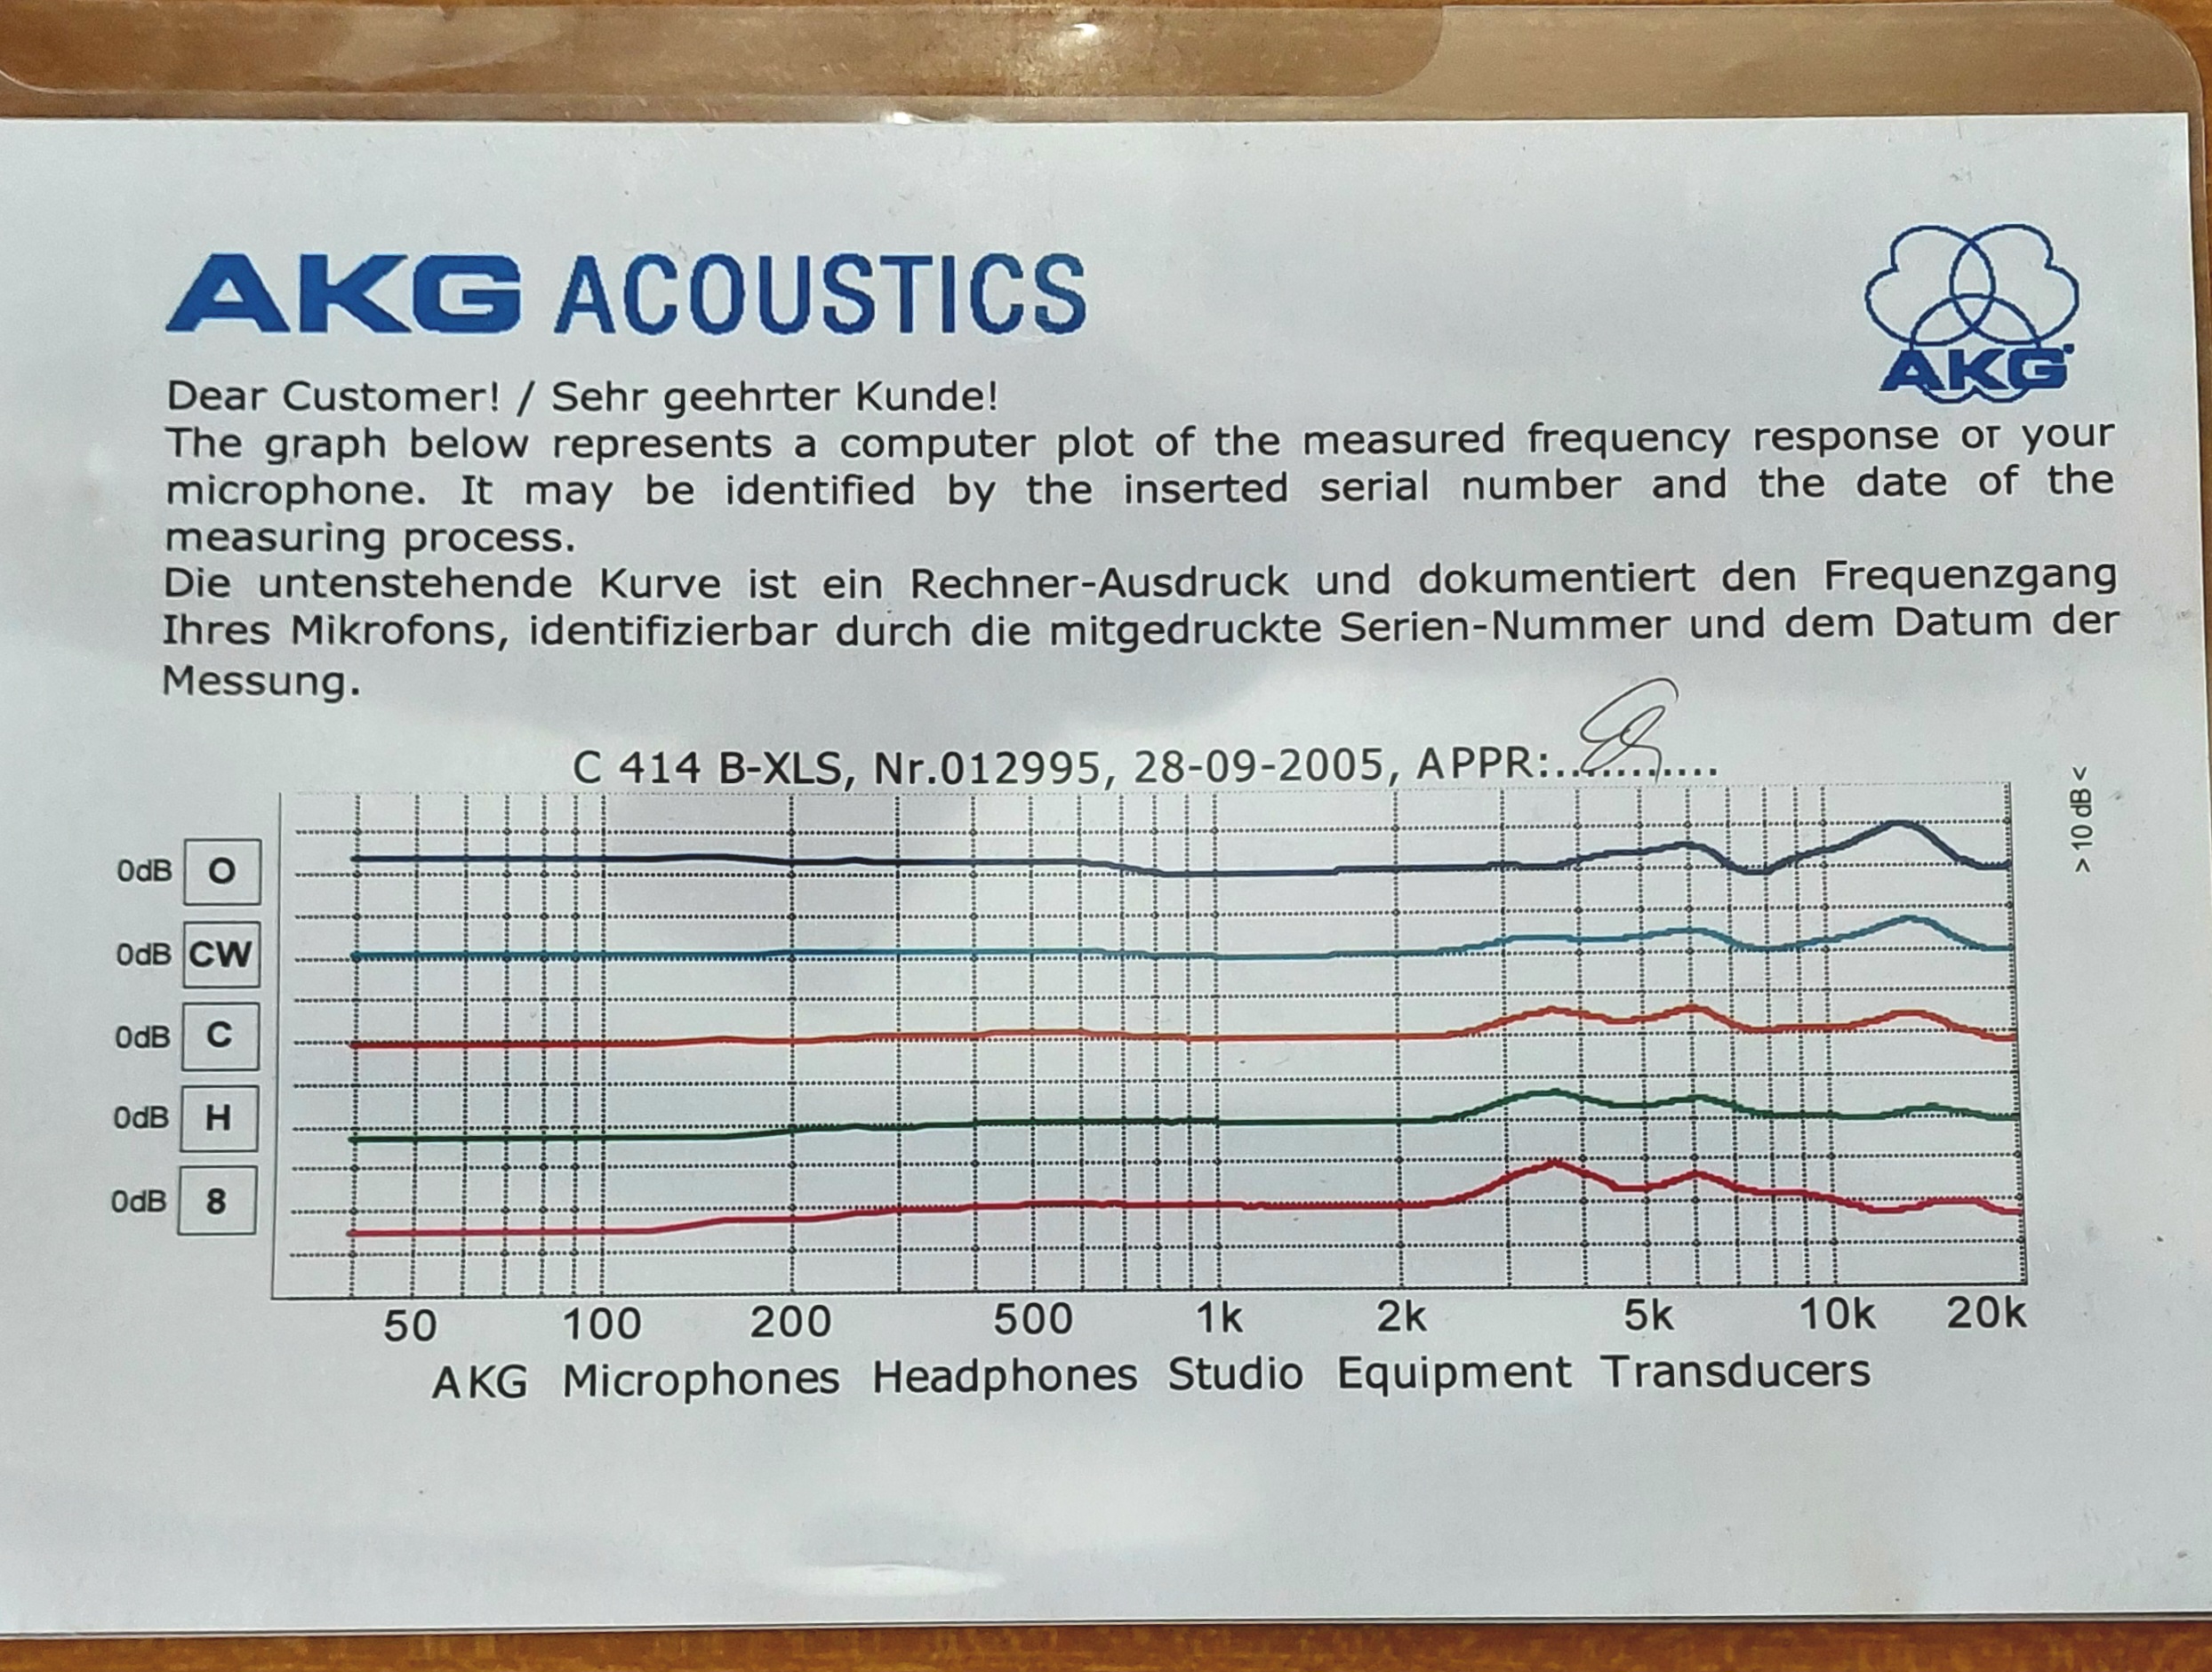 AKG ACOUSTICS
AKG
Dear Customer! / Sehr geehrter Kunde!
The graph below represents a computer plot of the measured frequency response or your
microphone. It may be identified by the inserted serial number and the date of the
measuring process.
Die untenstehende Kurve ist ein Rechner-Ausdruck und dokumentiert den Frequenzgang
Ihres Mikrofons, identifizierbar durch die mitgedruckte Serien-Nummer und dem Datum der
Messung.
C 414 B-XLS, Nr.012995, 28-09-2005, APPR:............
> 10 dB <
0dB O
0dB CW
0dB C
0dB H
0dB 8
50 100 200 500 1k 2k 5k 10k 20k
AKG Microphones Headphones Studio Equipment Transducers